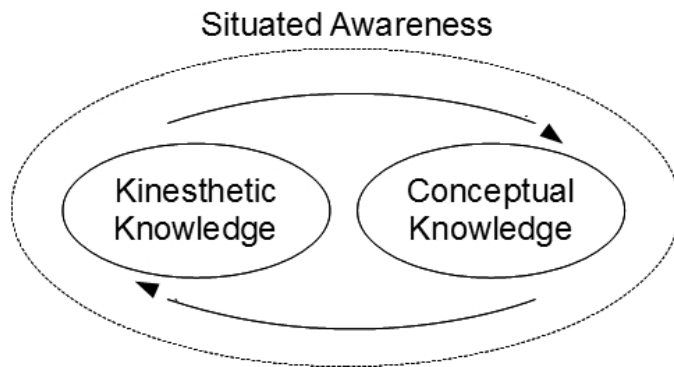 Situated Awareness
Kinesthetic
Knowledge
Conceptual
Knowledge